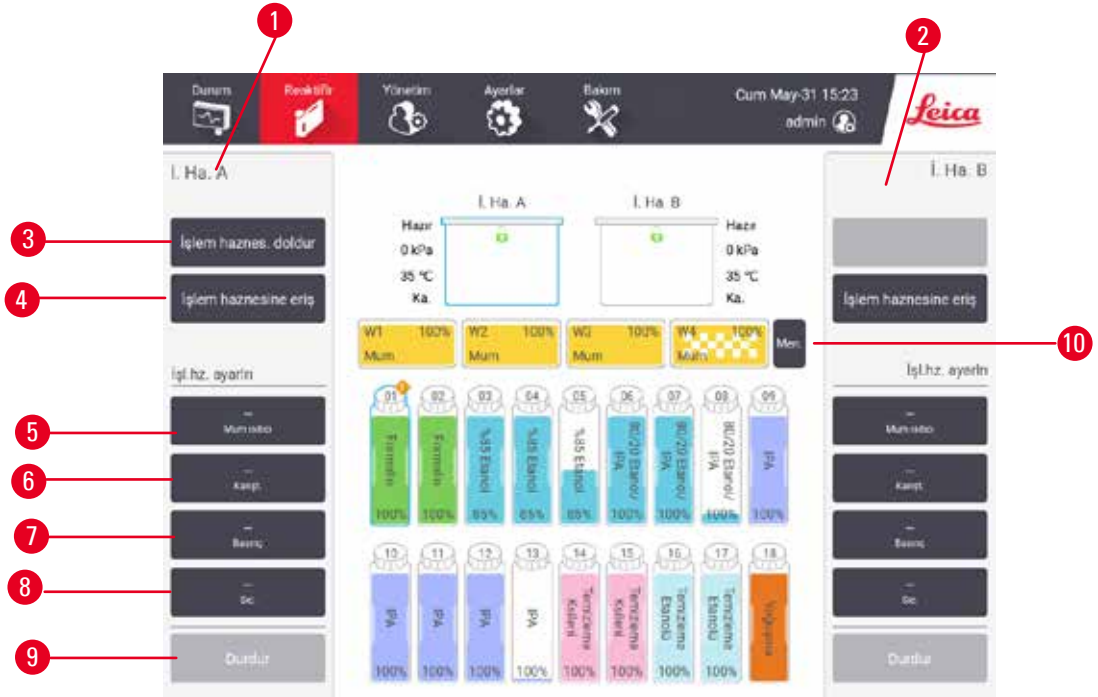 1
2
Durum
Reaktifir
Yönetim
Ayarlar
Bakım
Cum May-31 15:23
admin
Leica
İ. Ha. A
İ. Ha. B
3
İşlem haznes. doldur
4
İşlem haznesine eriş
İşl.hz. ayarın
5
--
Mum ısıtıcı
6
--
Karışt.
7
--
Basınç
8
--
Sıc.
9
Durdur
İ. Ha. A
İ. Ha. B
Hazır
0 kPa
35 °C
Ka.
Hazır
0 kPa
35 °C
Ka.
W1 100%
Mum
W2 100%
Mum
W3 100%
Mum
W4 100%
Mum
Men.
10
01
Formalin
100%
02
Formalin
100%
03
%85 Etanol
85%
04
%85 Etanol
85%
05
%85 Etanol
85%
06
80/20 Etanol/
IPA
100%
07
80/20 Etanol/
IPA
100%
08
80/20 Etanol/
IPA
100%
09
IPA
100%
10
IPA
100%
11
IPA
100%
12
IPA
100%
13
IPA
100%
14
Temizleme
Ksileni
100%
15
Temizleme
Ksileni
100%
16
Temizleme
Etanolü
100%
17
Temizleme
Etanolü
100%
18
Yoğuşma
İşlem haznesine eriş
İşl.hz. ayarın
--
Mum ısıtıcı
--
Karışt.
--
Basınç
--
Sıc.
Durdur